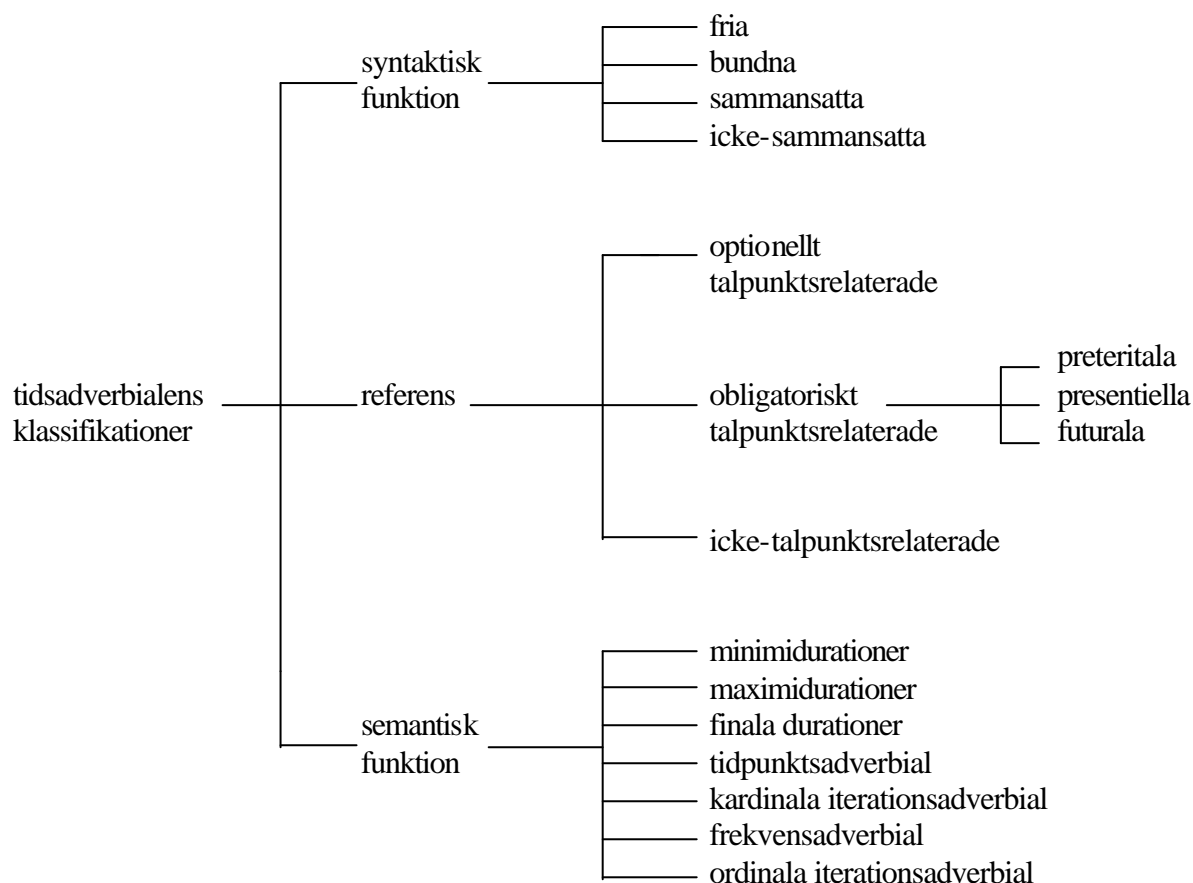 fria
syntaktisk
funktion
bundna
sammansatta
icke-sammansatta
optionellt
talpunktsrelaterade
tidsadverbialens
klassifikationer
referens
obligatoriskt
talpunktsrelaterade
preteritala
presentiella
futurala
icke-talpunktsrelaterade
semantisk
funktion
minimidurationer
maximidurationer
finala durationer
tidpunktsadverbial
kardinala iterationsadverbial
frekvensadverbial
ordinala iterationsadverbial